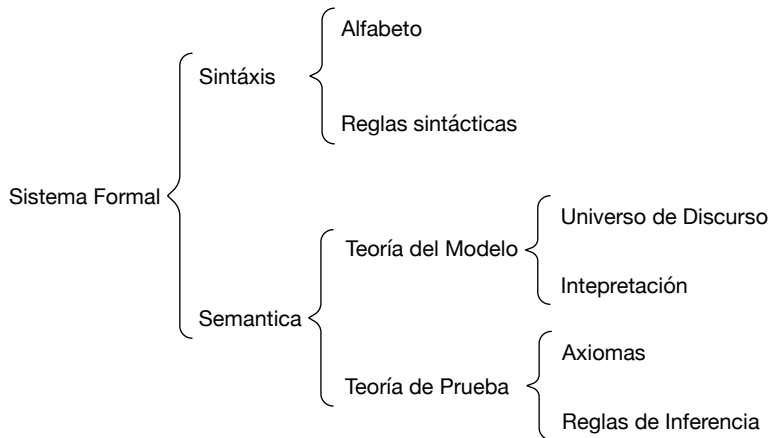 Sistema Formal
Sintáxis
Alfabeto
Reglas sintácticas
Semantica
Teoría del Modelo
Universo de Discurso
Intepretación
Teoría de Prueba
Axiomas
Reglas de Inferencia